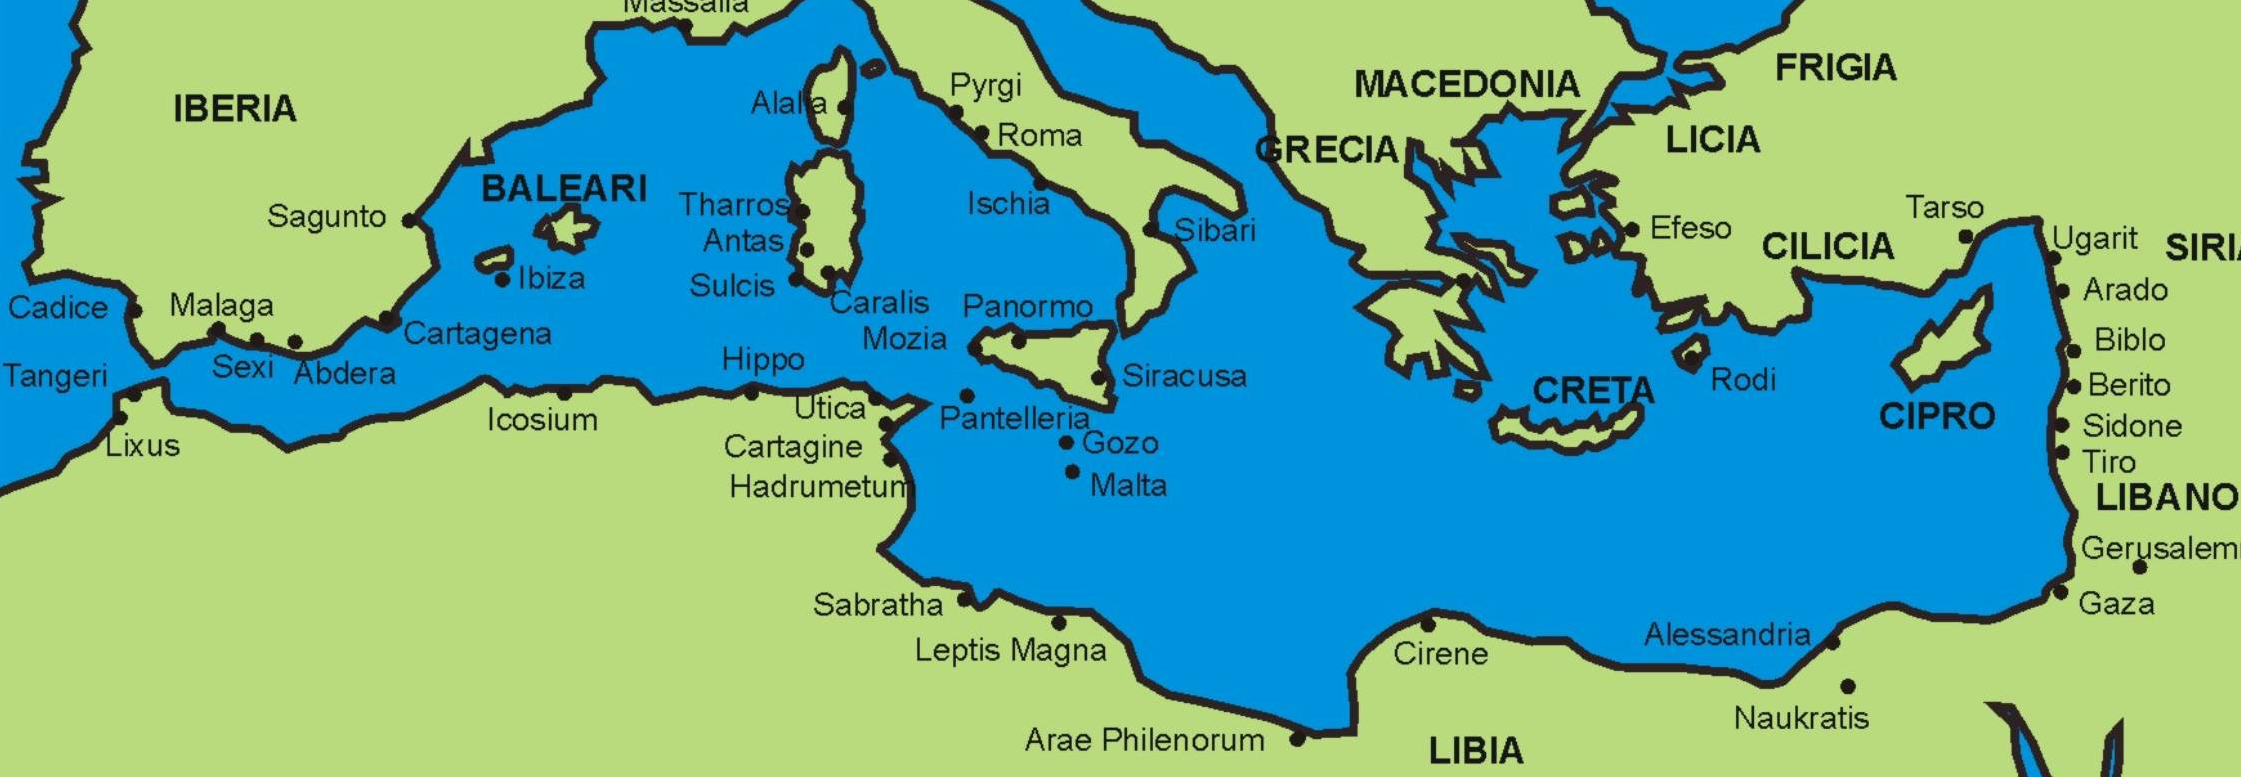 Massalia
IBERIA
BALEARI
Sagunto
Ibiza
Cadice
Malaga
Sexi
Abdera
Cartagena
Tangeri
Lixus
Icosium
Hippo
Utica
Cartagine
Hadrumetum
Alalia
Tharros
Antas
Sulcis
Caralis
Pyrgi
Roma
Ischia
Sibari
Panormo
Mozia
Siracusa
Pantelleria
Gozo
Malta
Sabratha
Leptis Magna
Arae Philenorum
LIBIA
Cirene
MACEDONIA
GRECIA
FRIGIA
LICIA
Efeso
CILICIA
Tarso
Rodi
CRETA
CIPRO
Ugarit
SIRIA
Arado
Biblo
Berito
Sidone
Tiro
LIBANO
Gerusalem
Gaza
Alessandria
Naukratis